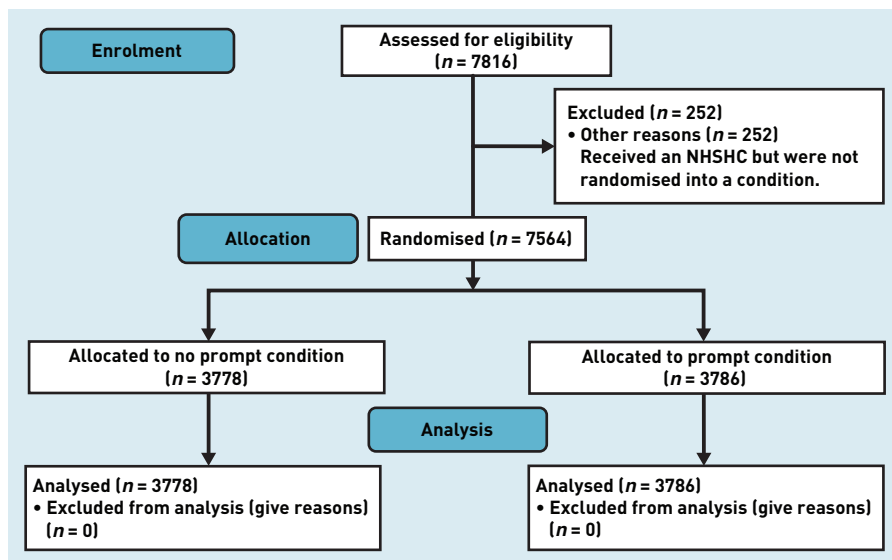 Enrolment
Assessed for eligibility
(n = 7816)
Excluded (n = 252)
• Other reasons (n = 252)
Received an NHSHC but were not
randomised into a condition.
Allocation
Randomised (n = 7564)
Allocated to no prompt condition
(n = 3778)
Allocated to prompt condition
(n = 3786)
Analysis
Analysed (n = 3778)
• Excluded from analysis (give reasons)
(n = 0)
Analysed (n = 3786)
• Excluded from analysis (give reasons)
(n = 0)